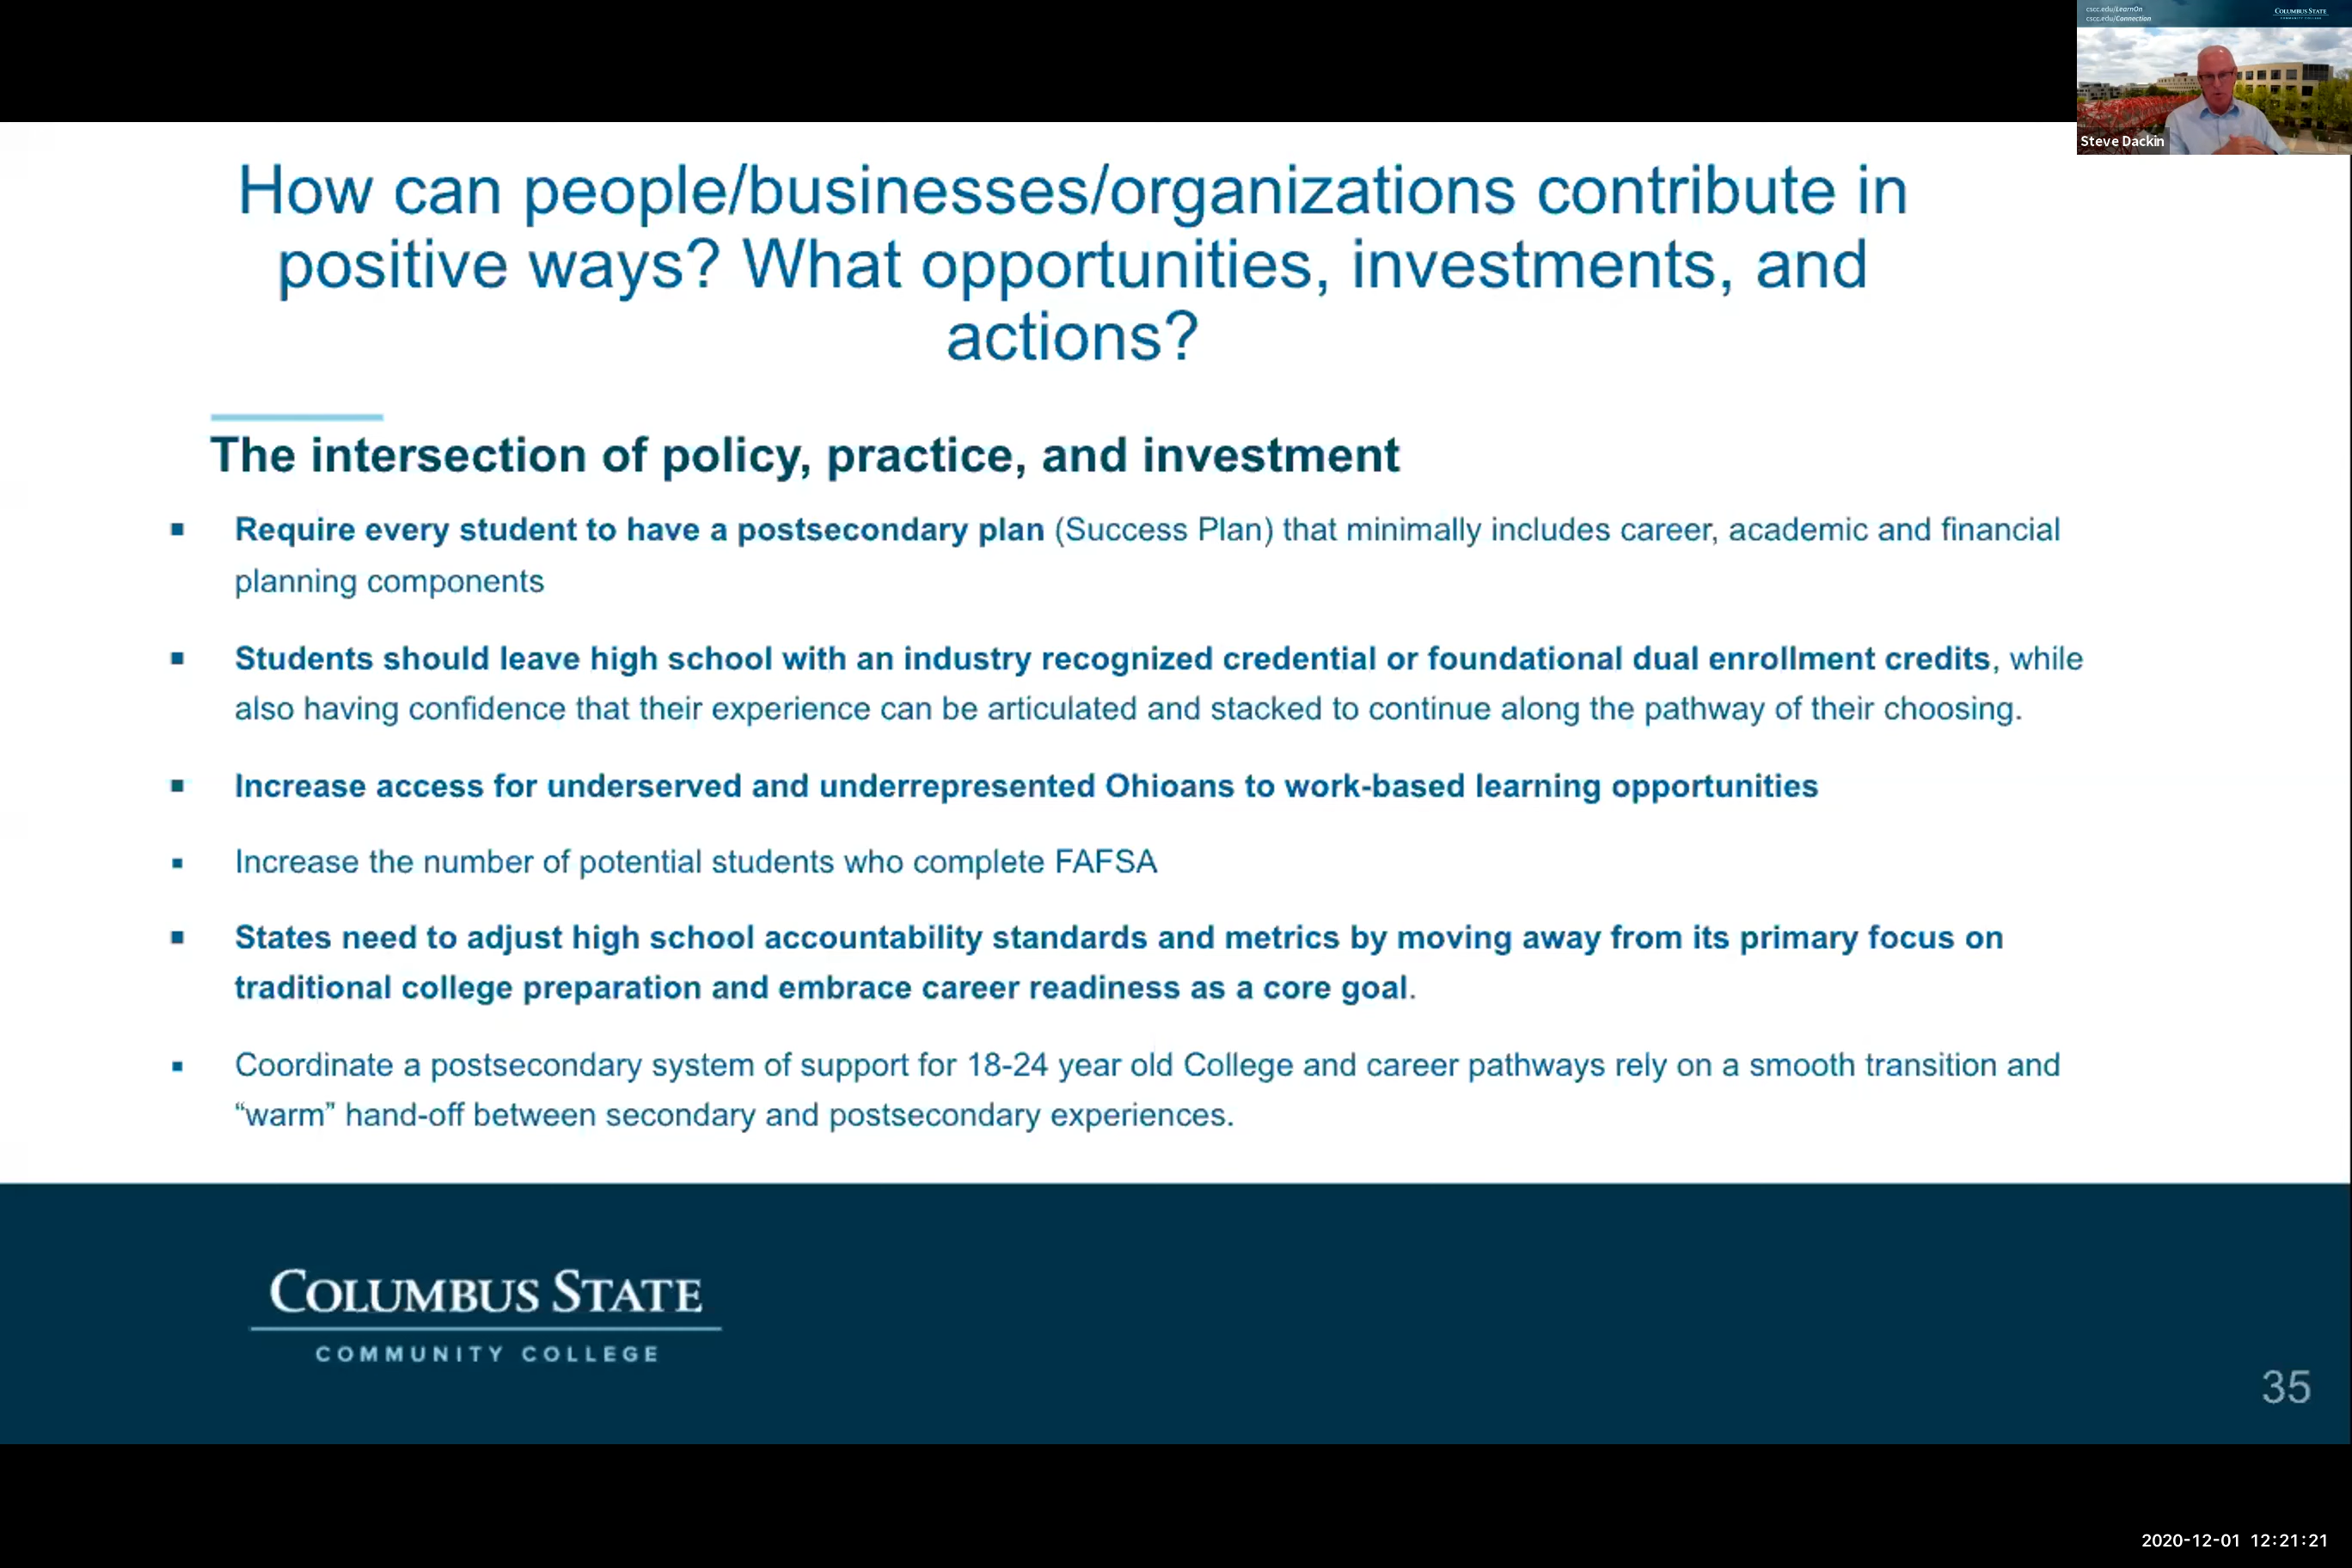 cscc.edu/LearnOn
cscc.edu/Connection
COLUMBUS STATE
COMMUNITY COLLEGE
Steve Dackin
How can people/businesses/organizations contribute in
positive ways? What opportunities, investments, and
actions?
The intersection of policy, practice, and investment
▪ Require every student to have a postsecondary plan (Success Plan) that minimally includes career, academic and financial
planning components
▪ Students should leave high school with an industry recognized credential or foundational dual enrollment credits, while
also having confidence that their experience can be articulated and stacked to continue along the pathway of their choosing.
▪ Increase access for underserved and underrepresented Ohioans to work-based learning opportunities
▪ Increase the number of potential students who complete FAFSA
▪ States need to adjust high school accountability standards and metrics by moving away from its primary focus on
traditional college preparation and embrace career readiness as a core goal.
▪ Coordinate a postsecondary system of support for 18-24 year old College and career pathways rely on a smooth transition and
“warm” hand-off between secondary and postsecondary experiences.
COLUMBUS STATE
COMMUNITY COLLEGE
35
2020-12-01 12:21:21